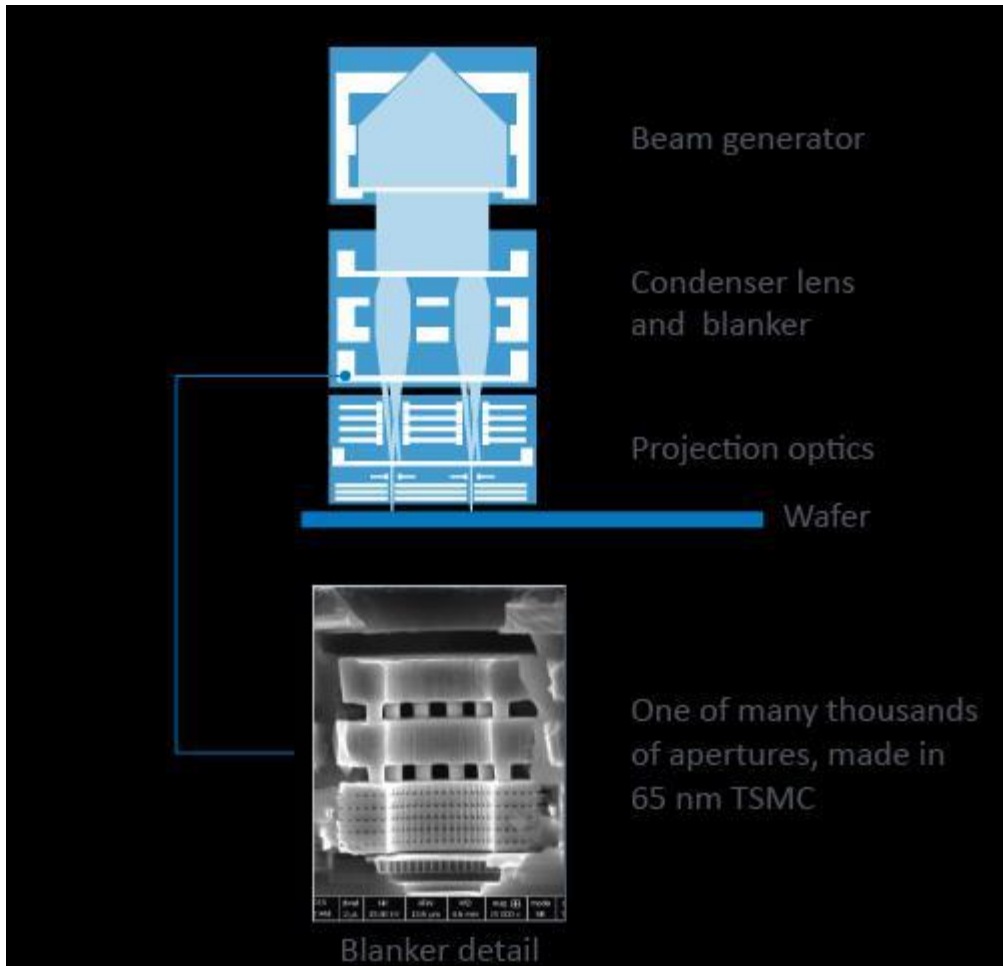 Beam generator
Condenser lens
and blanker
Projection optics
Wafer
One of many thousands
of apertures, made in
65 nm TSMC
Blanker detail